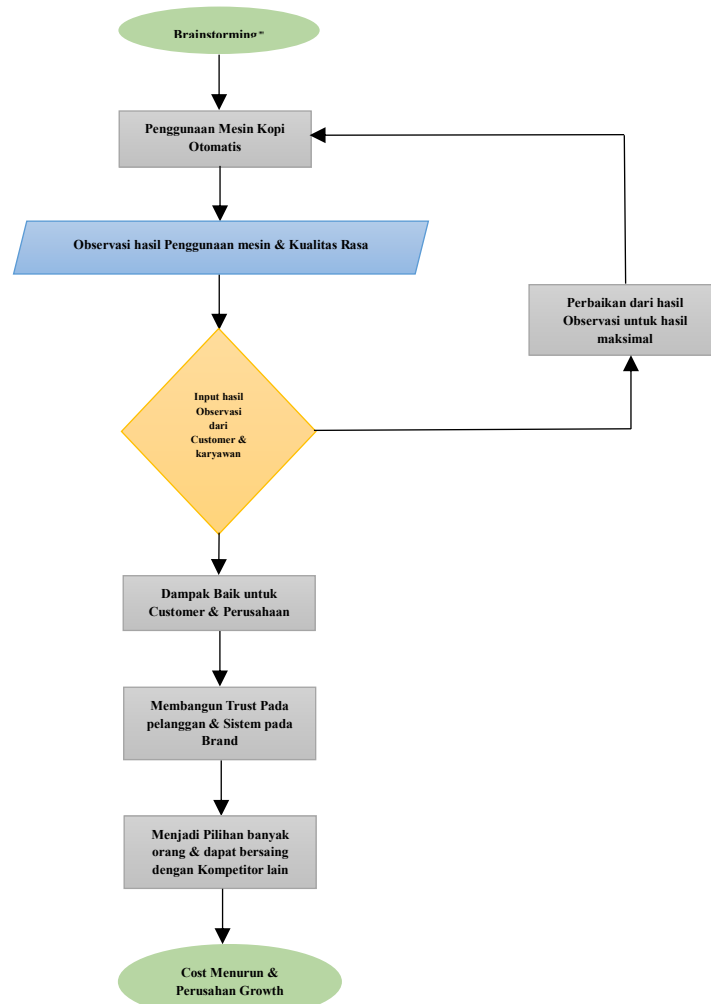 Brainstorming"
Penggunaan Mesin Kopi
Otomatis
Observasi hasil Penggunaan mesin & Kualitas Rasa
Perbaikan dari hasil
Observasi untuk hasil
maksimal
Input hasil
Observasi
dari
Customer &
karyawan
Dampak Baik untuk
Customer & Perusahaan
Membangun Trust Pada
pelanggan & Sistem pada
Brand
Menjadi Pilihan banyak
orang & dapat bersaing
dengan Kompetitor lain
Cost Menurun &
Perusahan Growth